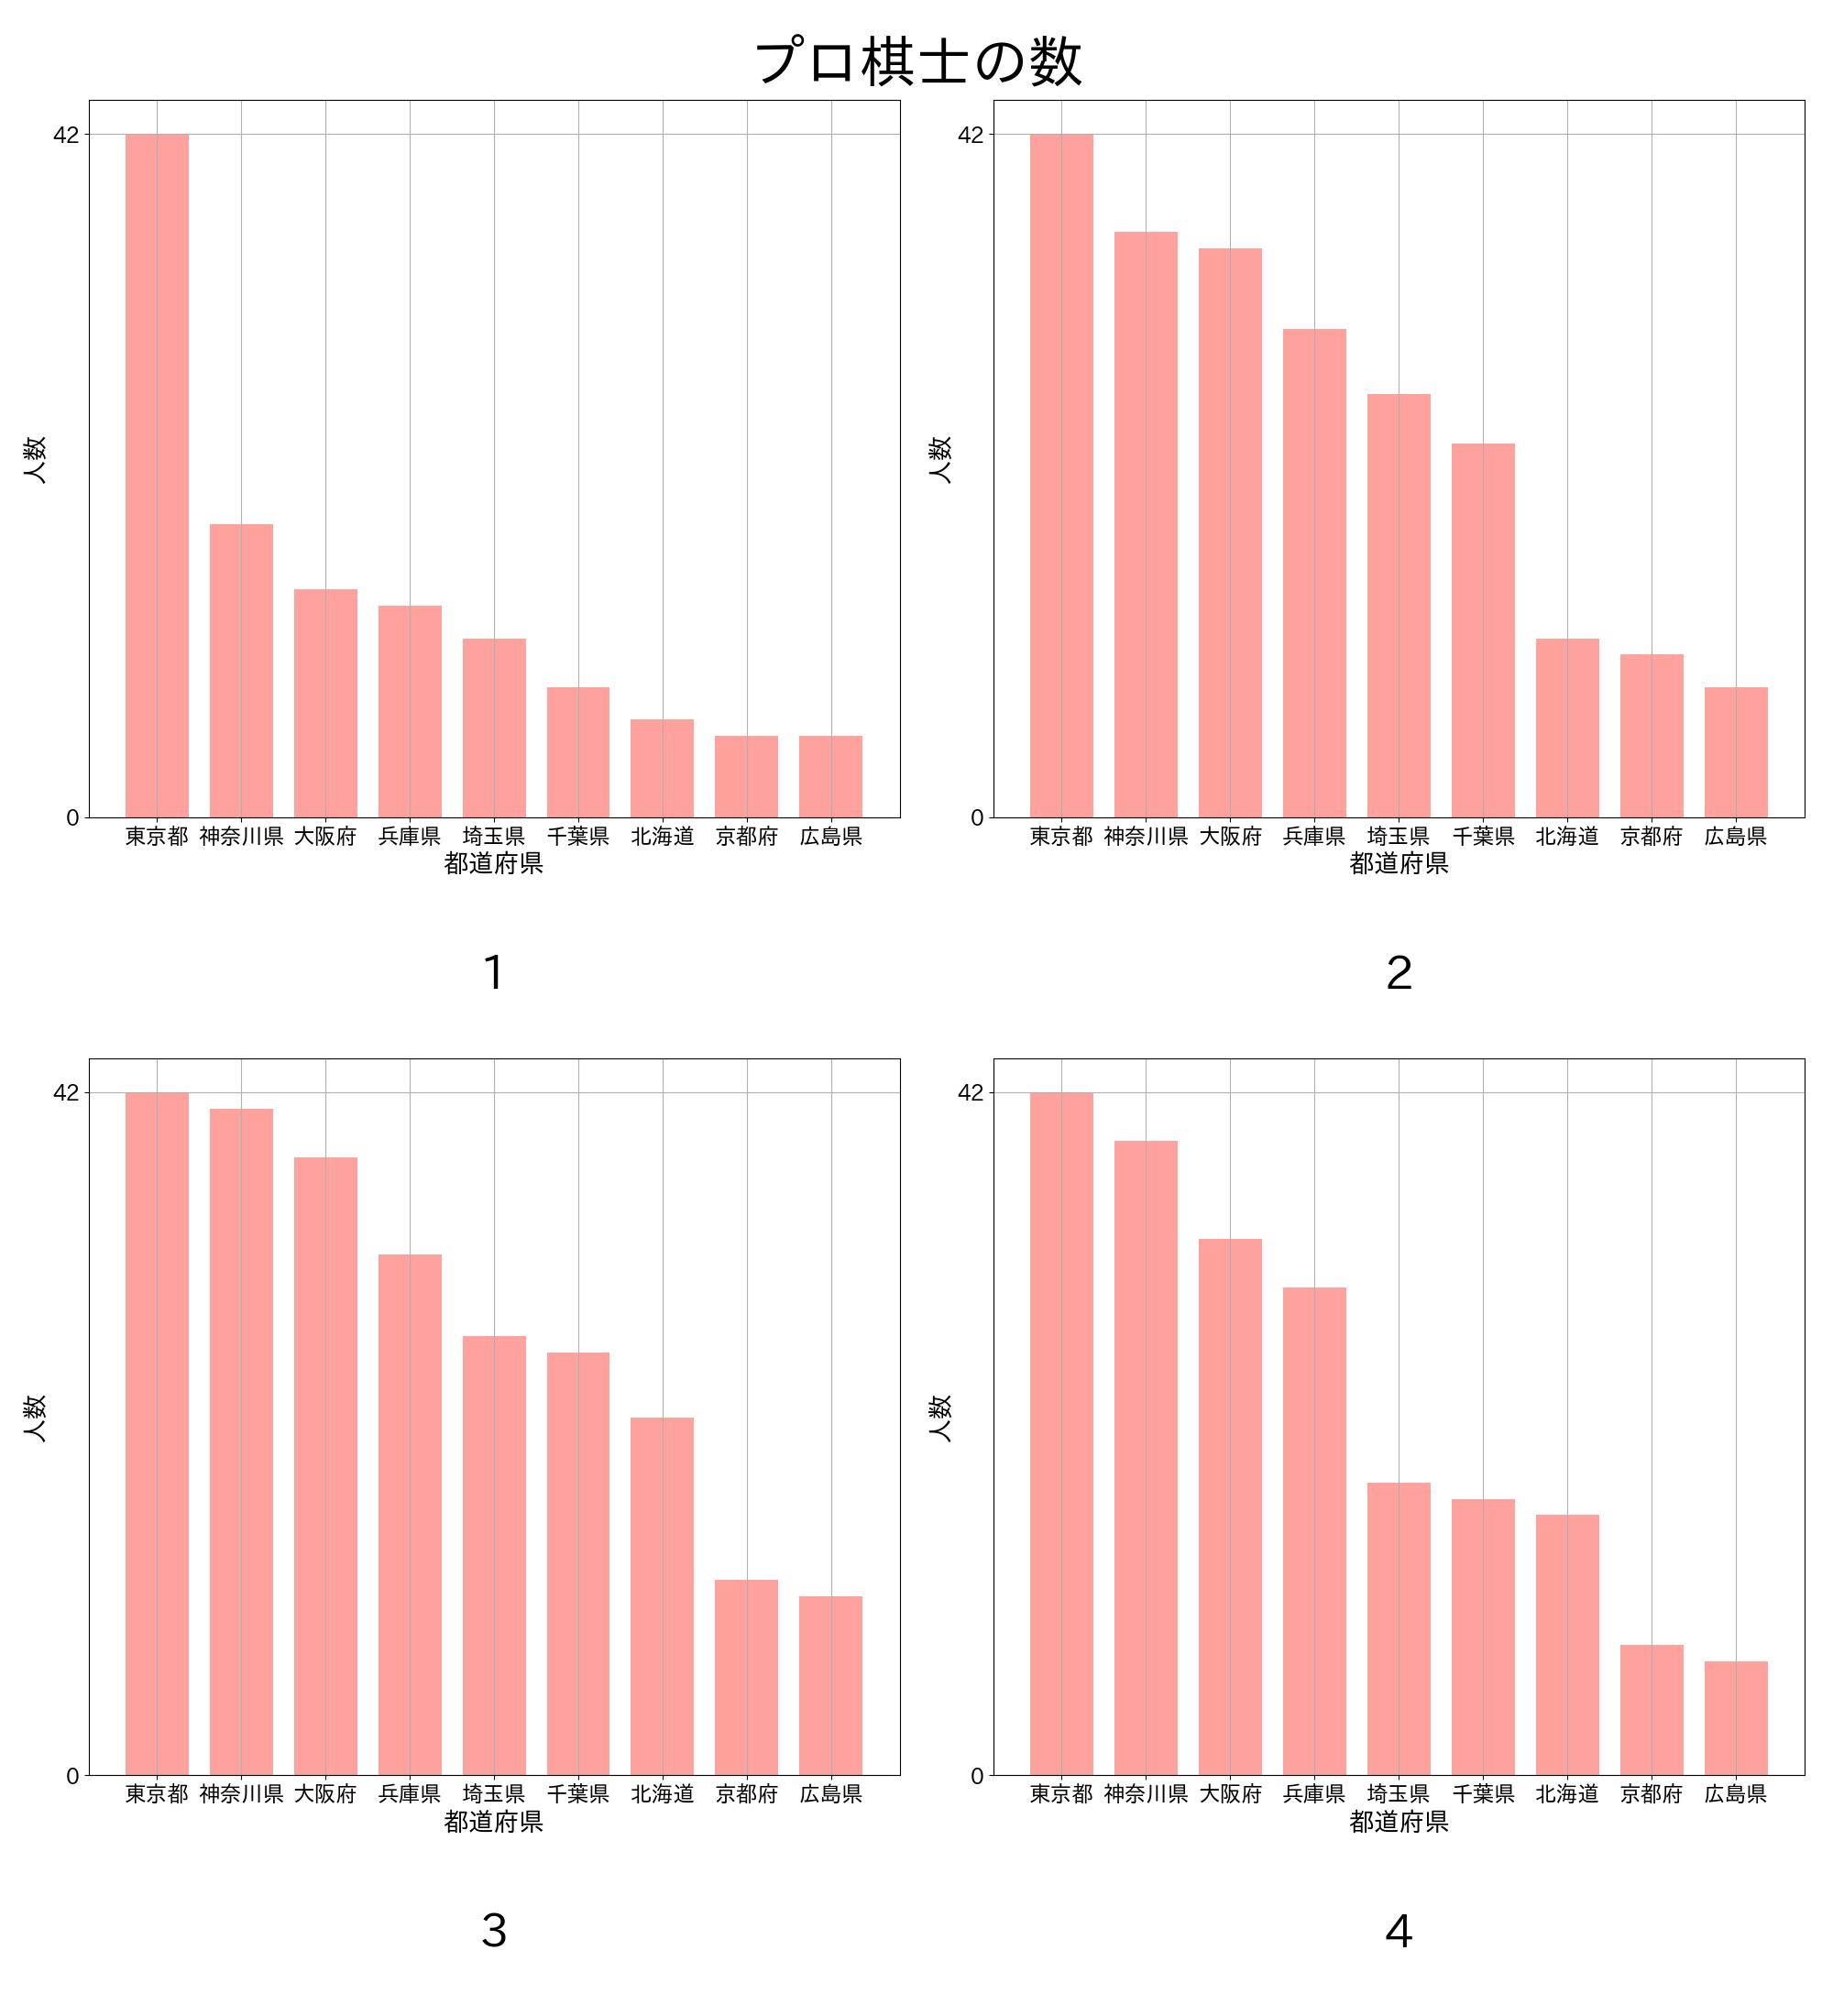 プロ棋士の数
42
0
人数
東京都 神奈川県 大阪府 兵庫県 埼玉県 千葉県 北海道 京都府 広島県
都道府県
1
42
0
人数
東京都 神奈川県 大阪府 兵庫県 埼玉県 千葉県 北海道 京都府 広島県
都道府県
2
42
0
人数
東京都 神奈川県 大阪府 兵庫県 埼玉県 千葉県 北海道 京都府 広島県
都道府県
3
42
0
人数
東京都 神奈川県 大阪府 兵庫県 埼玉県 千葉県 北海道 京都府 広島県
都道府県
4